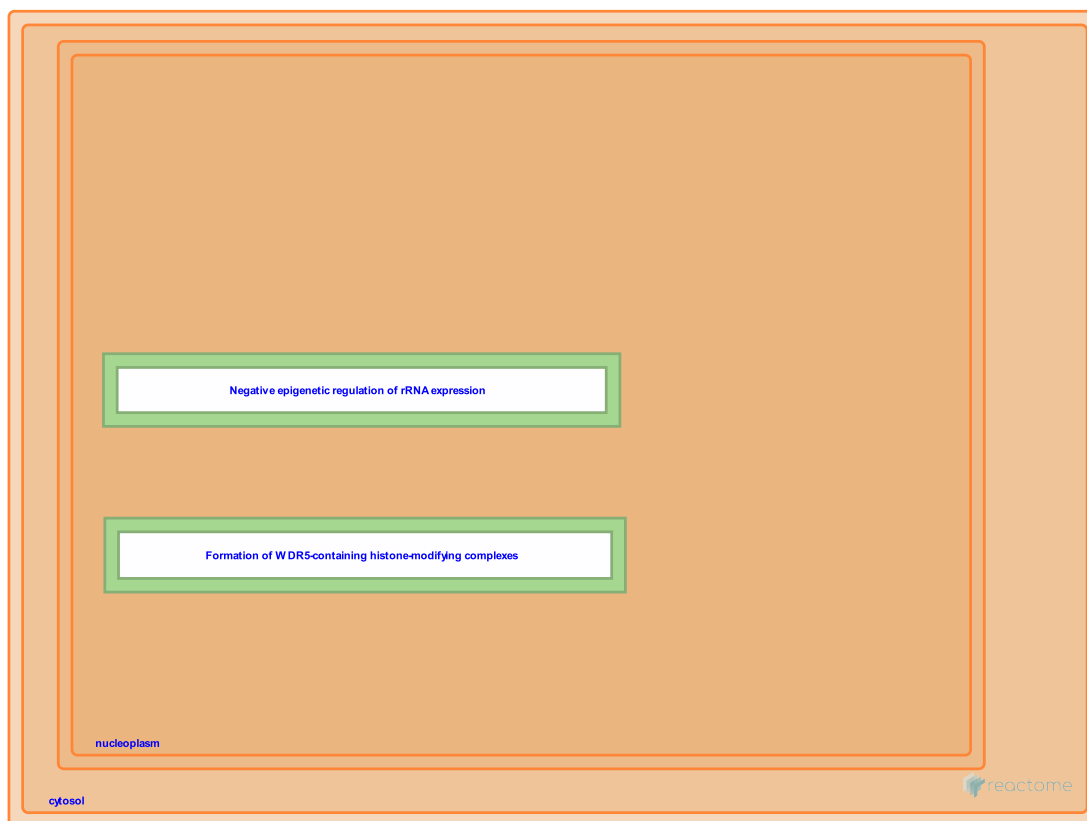 Negative epigenetic regulation of rRNA expression
Formation of WDR5-containing histone-modifying complexes
nucleoplasm
reactome
cytosol